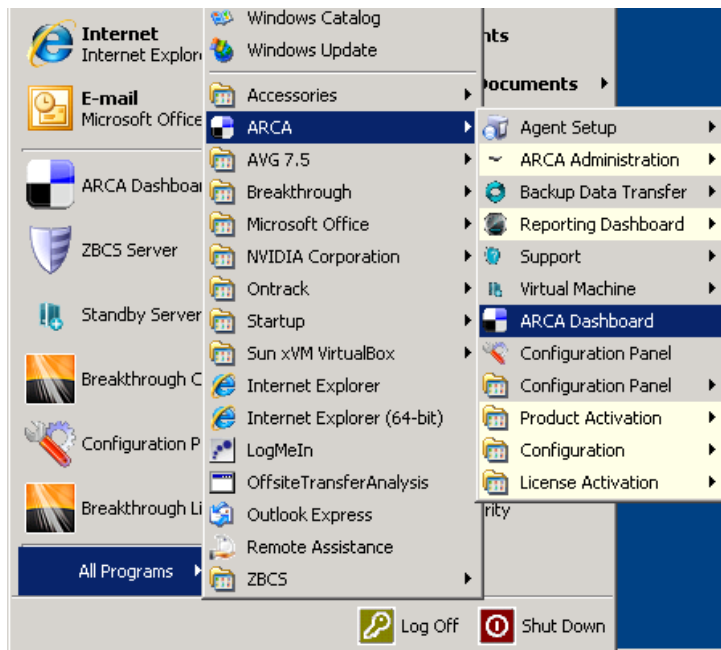 Internet
Internet Explor
E-mail
Microsoft Office
ARCA Dashboa
ZBCS Server
Standby Server
Breakthrough C
Configuration P
Breakthrough Li
All Programs
Windows Catalog
Windows Update
Accessories
ARCA
AVG 7.5
Breakthrough
Microsoft Office
NVIDIA Corporation
Ontrack
Startup
Sun xVM VirtualBox
Internet Explorer
Internet Explorer (64-bit)
LogMeIn
OffsiteTransferAnalysis
Outlook Express
Remote Assistance
ZBCS
nts
Documents
Agent Setup
ARCA Administration
Backup Data Transfer
Reporting Dashboard
Support
Virtual Machine
ARCA Dashboard
Configuration Panel
Configuration Panel
Product Activation
Configuration
License Activation
rity
Log Off
Shut Down